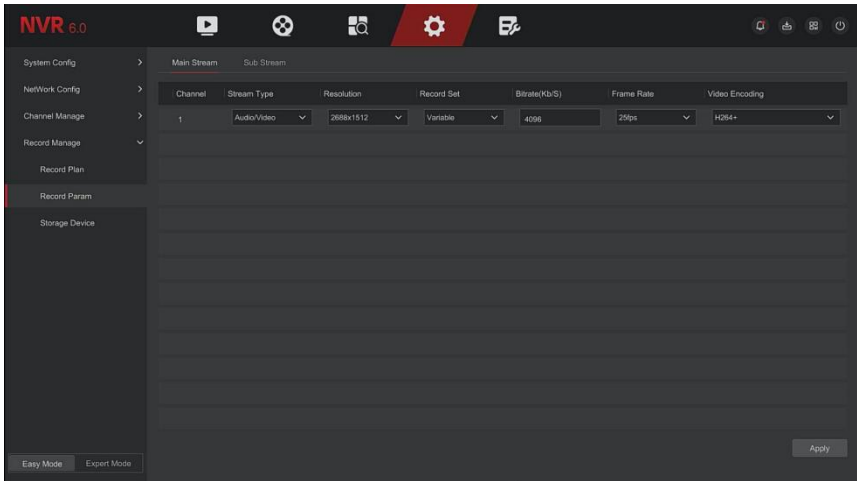 NVR 6.0
System Config
NetWork Config
Channel Manage
Record Manage
Record Plan
Record Param
Storage Device
Easy Mode Expert Mode
Main Stream Sub Stream
Channel Stream Type Resolution Record Set Bitrate(Kb/S) Frame Rate Video Encoding
1 Audio/Video 2688x1512 Variable 4096 25fps H264+
Apply